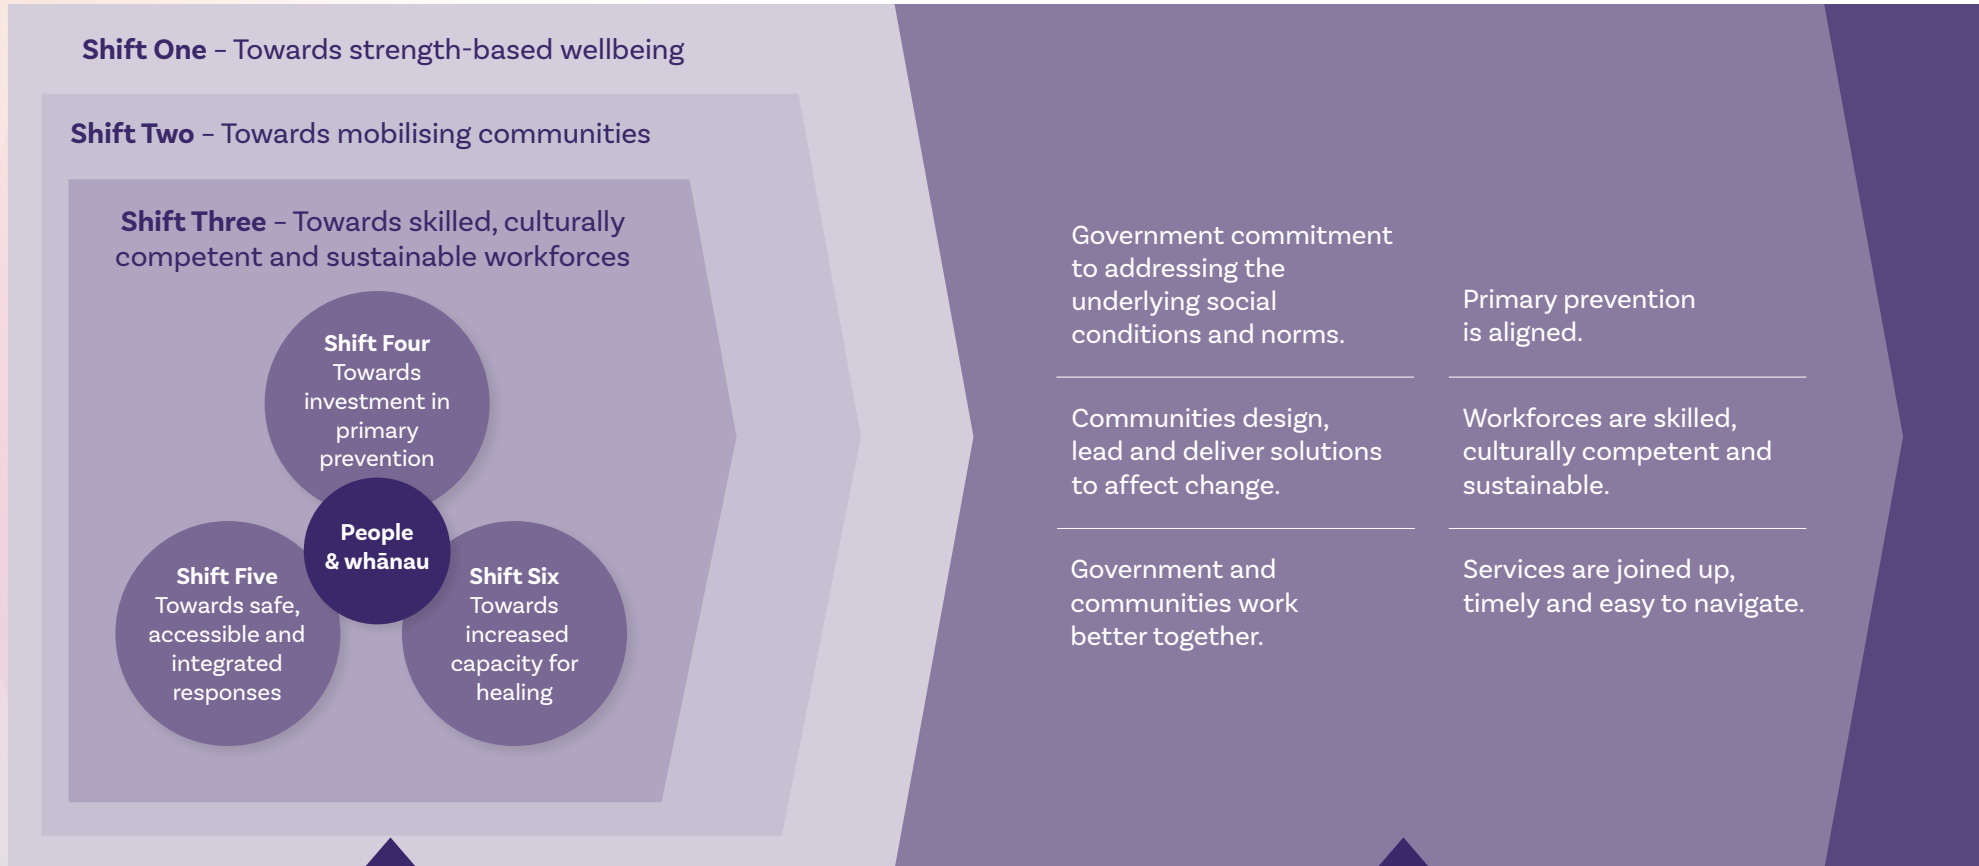 Shift One – Towards strength-based wellbeing
Shift Two – Towards mobilising communities
Shift Three – Towards skilled, culturally
competent and sustainable workforces
Shift Four
Towards
investment in
primary
prevention
People
& whānau
Shift Five
Towards safe,
accessible and
integrated
responses
Shift Six
Towards
increased
capacity for
healing
Government commitment
to addressing the
underlying social
conditions and norms.
Communities design,
lead and deliver solutions
to affect change.
Government and
communities work
better together.
Primary prevention
is aligned.
Workforces are skilled,
culturally competent and
sustainable.
Services are joined up,
timely and easy to navigate.